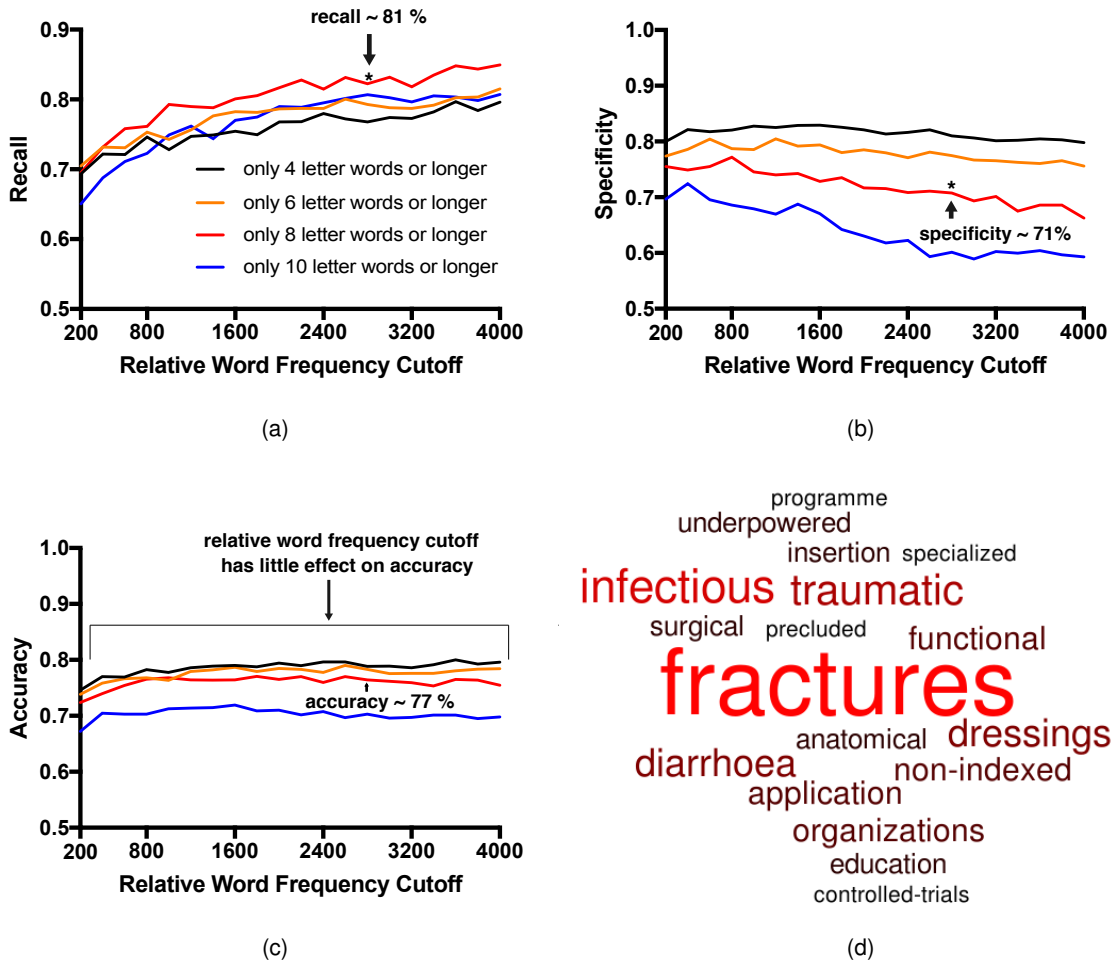 recall ~ 81 %
0.9
0.8
0.7
0.6
0.5
*
Recall
only 4 letter words or longer
only 6 letter words or longer
only 8 letter words or longer
only 10 letter words or longer
200 800 1600 2400 3200 4000
Relative Word Frequency Cutoff
(a)
1.0
0.9
0.8
0.7
0.6
0.5
Specificity
*
specificity ~ 71%
200 800 1600 2400 3200 4000
Relative Word Frequency Cutoff
(b)
relative word frequency cutoff
has little effect on accuracy
1.0
0.9
0.8
0.7
0.6
0.5
Accuracy
accuracy ~ 77 %
200 800 1600 2400 3200 4000
Relative Word Frequency Cutoff
(c)
programme
underpowered
insertion specialized
infectious traumatic
surgical precluded functional
fractures
anatomical dressings
diarrhoea non-indexed
application
organizations
education
controlled-trials
(d)